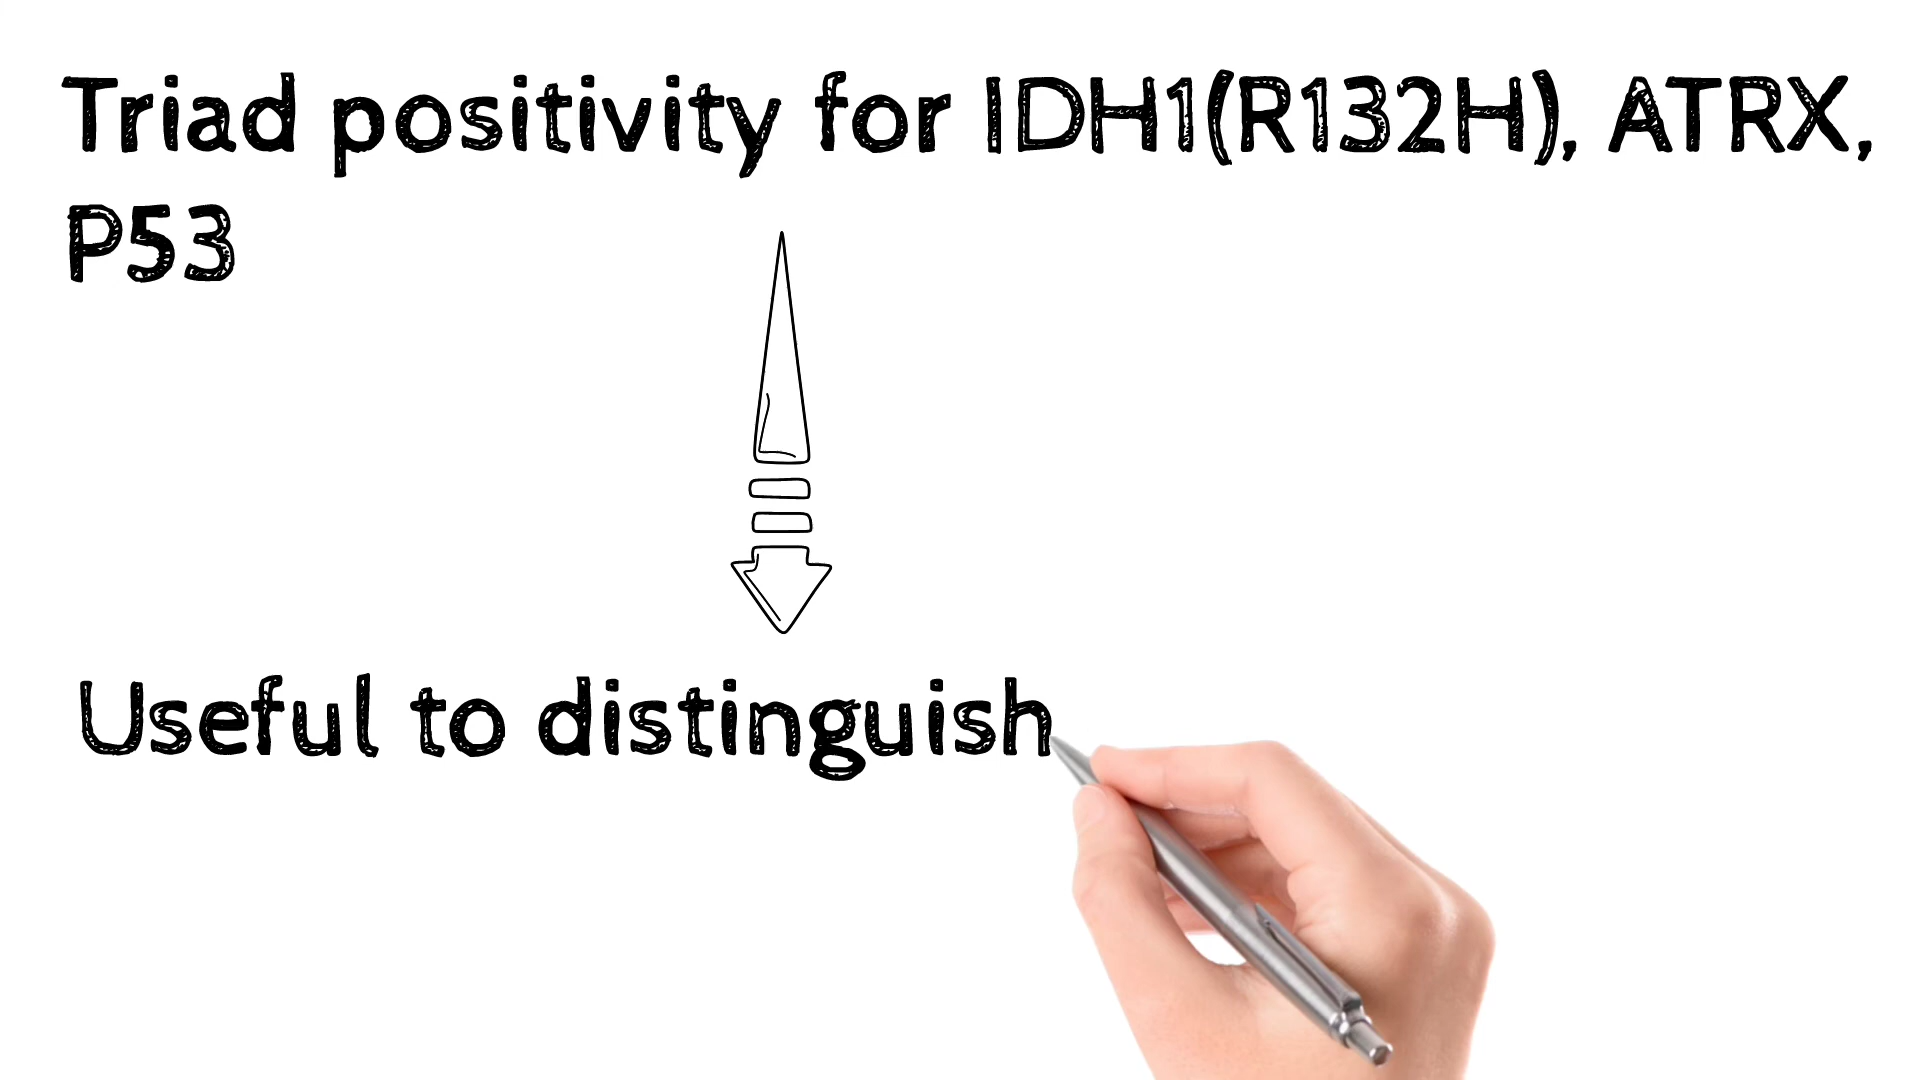 Triad positivity for IDH1(R132H), ATRX,
P53
Useful to distinguish